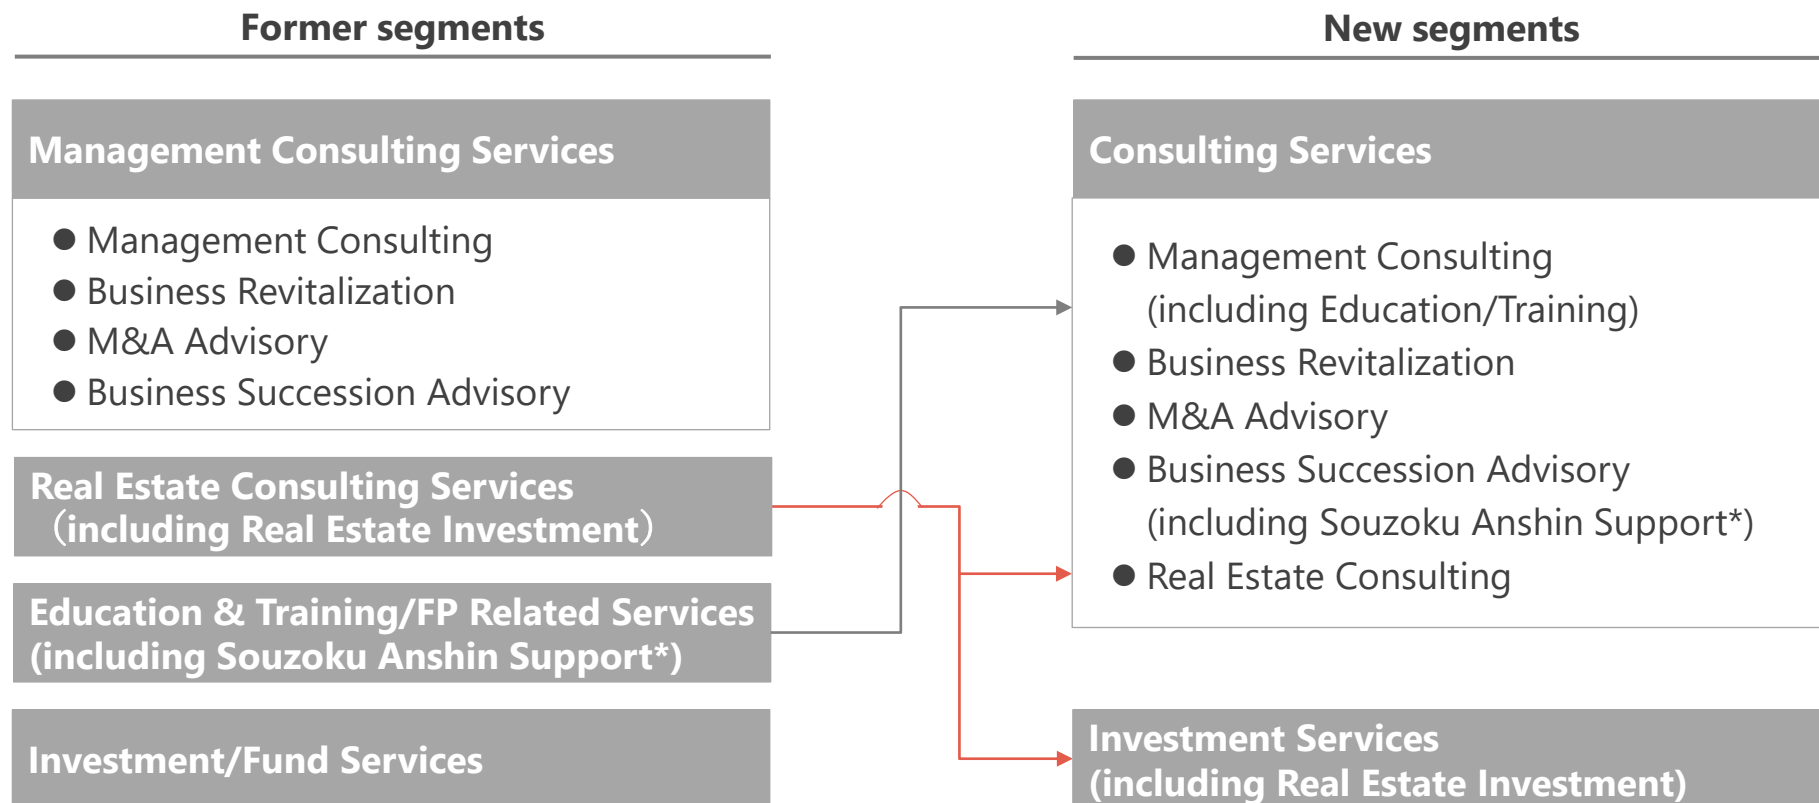 Former segments
Management Consulting Services
● Management Consulting
● Business Revitalization
● M&A Advisory
● Business Succession Advisory
Real Estate Consulting Services
（including Real Estate Investment）
Education & Training/FP Related Services
(including Souzoku Anshin Support*)
Investment/Fund Services
New segments
Consulting Services
● Management Consulting
(including Education/Training)
● Business Revitalization
● M&A Advisory
● Business Succession Advisory
(including Souzoku Anshin Support*)
● Real Estate Consulting
Investment Services
(including Real Estate Investment)